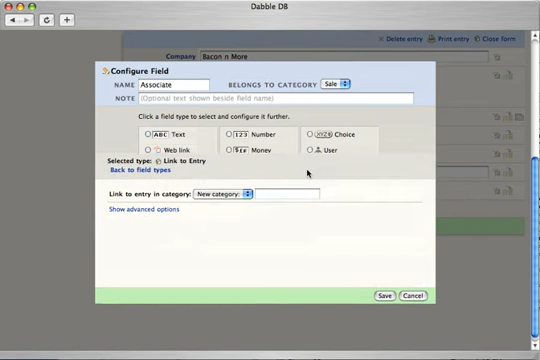 Dabble DB
Delete entry Print entry Close form
Company Bacon n More
Configure Field
NAME Associate BELONGS TO CATEGORY Sale
NOTE (Optional text shown beside field name)
Click a field type to select and configure it further.
ABC Text 123 Number XYZ Choice
Web link Money User
Selected type: Link to Entry
Back to field types
Link to entry in category: New category:
Show advanced options
Save Cancel